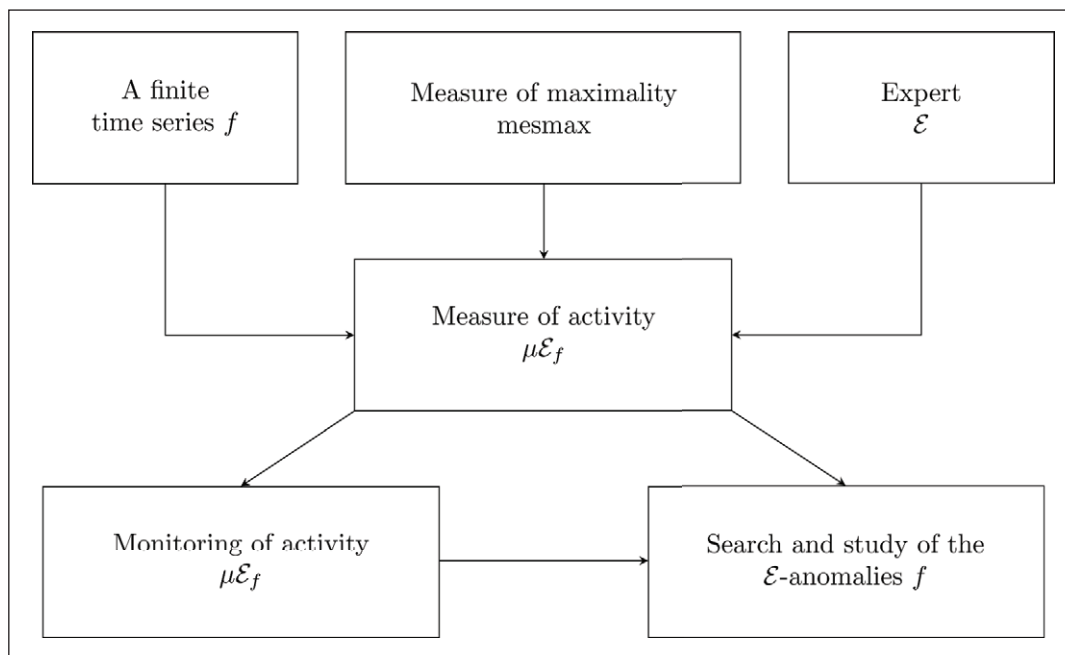 A finite
time series f
Measure of maximality
mesmax
Expert
ℰ
Measure of activity
μℰ_f
Monitoring of activity
μℰ_f
Search and study of the
ℰ-anomalies f